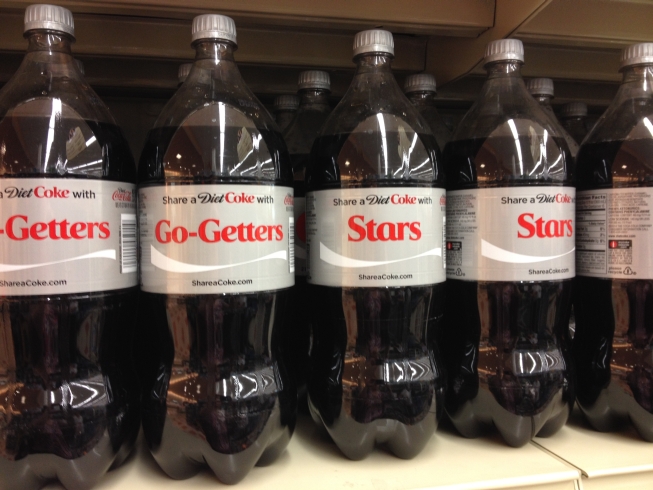 a Diet Coke with
-Getters
ShareaCoke.com
Share a Diet Coke with
Go-Getters
ShareaCoke.com
Share a Diet Coke with
Stars
ShareaCoke.com
Share a Diet Coke
Stars
ShareaCoke.com